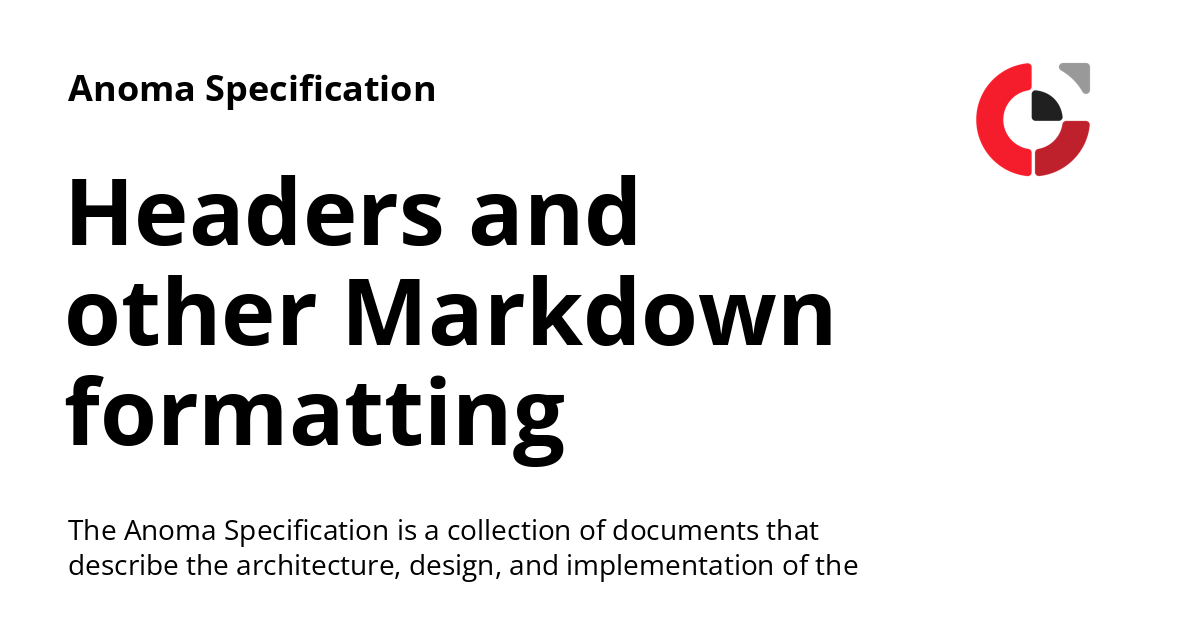 Anoma Specification
Headers and
other Markdown
formatting
The Anoma Specification is a collection of documents that
describe the architecture, design, and implementation of the